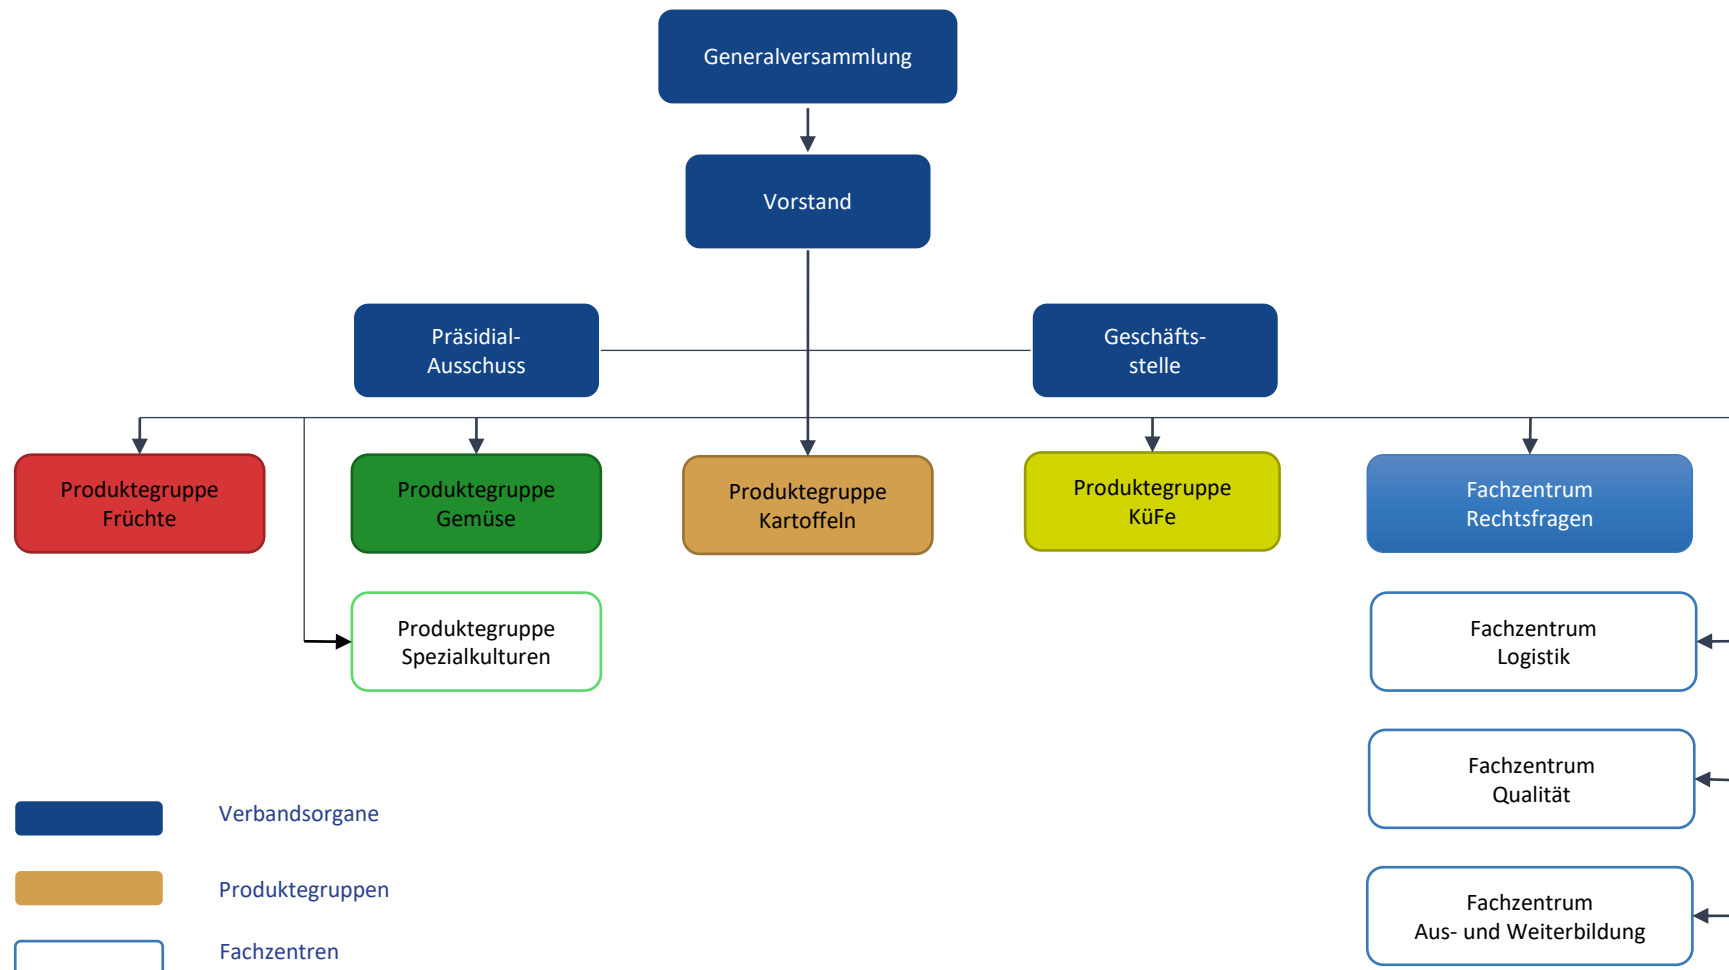 Generalversammlung
Vorstand
Präsidial-
Ausschuss
Geschäfts-
stelle
Produktegruppe
Früchte
Produktegruppe
Gemüse
Produktegruppe
Kartoffeln
Produktegruppe
KüFe
Fachzentrum
Rechtsfragen
Produktegruppe
Spezialkulturen
Fachzentrum
Logistik
Fachzentrum
Qualität
Fachzentrum
Aus- und Weiterbildung
Verbandsorgane
Produktegruppen
Fachzentren